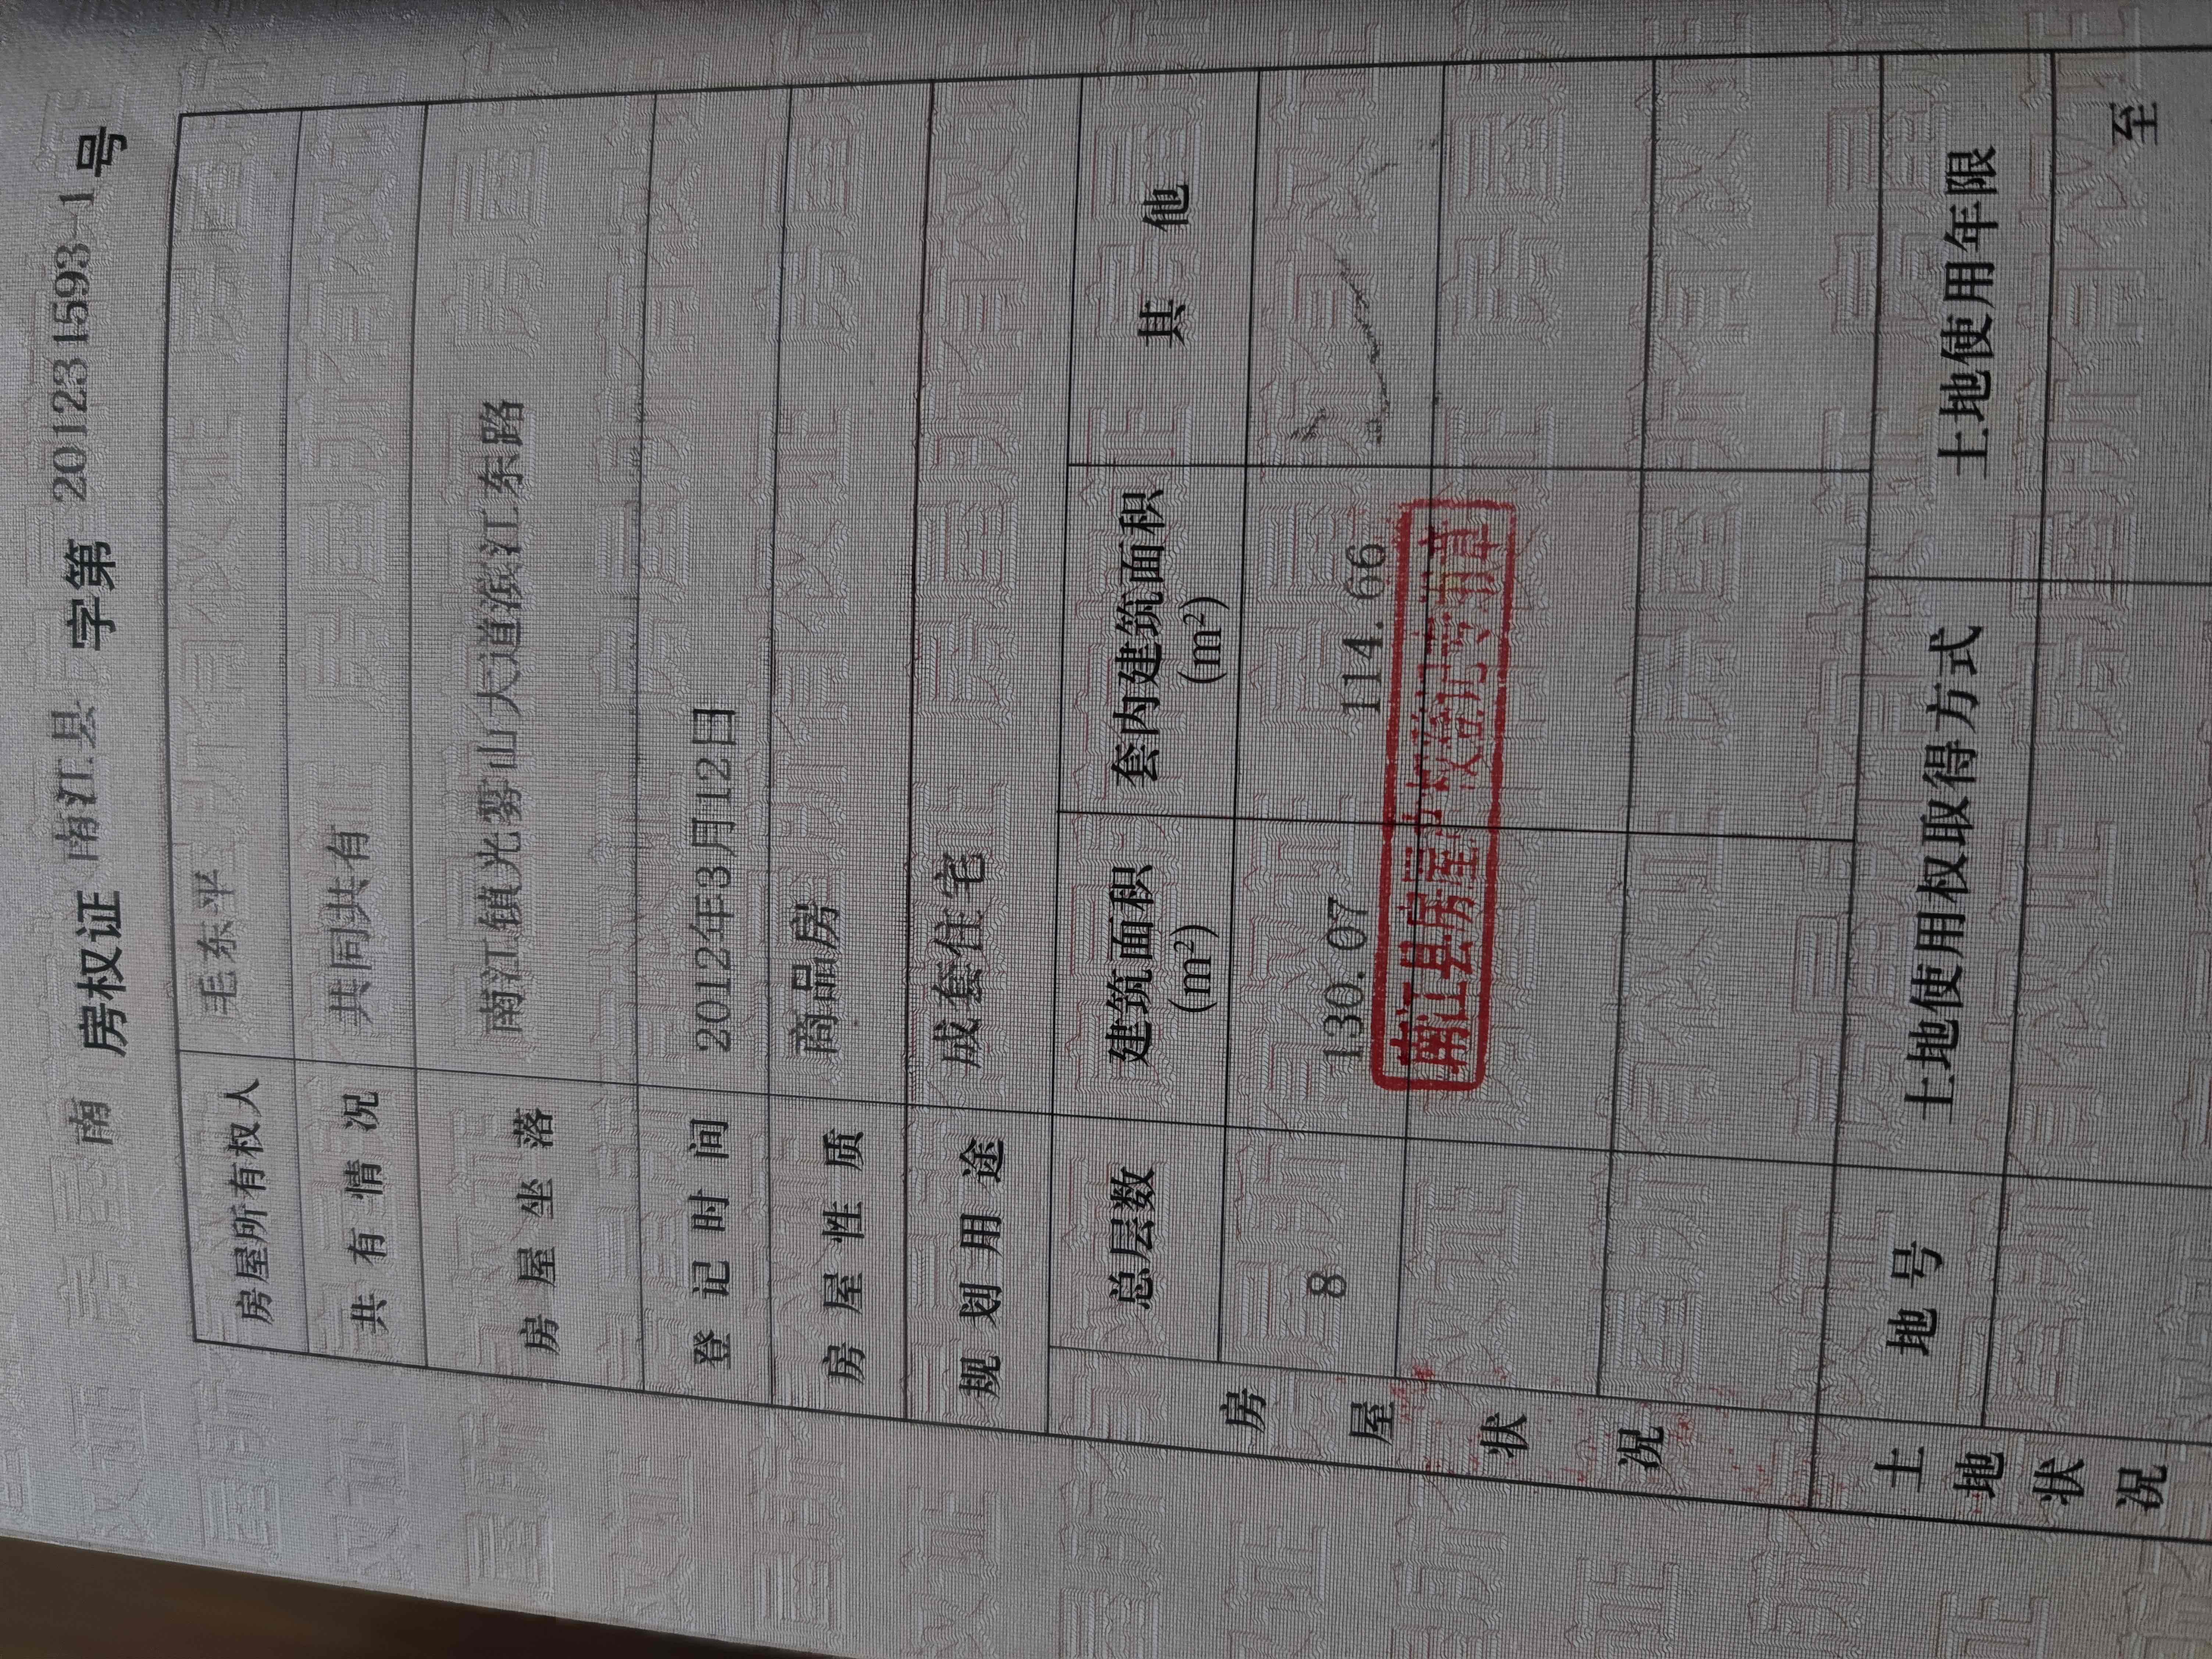 南 房权证 南江县 字第 201231593-1 号
房屋所有权人 毛东平
共有情况 共同共有
房屋坐落 南江镇光雾山大道滨江东路
登记时间 2012年3月12日
房屋性质 商品房
规划用途 成套住宅
房屋状况
总层数 建筑面积(m²) 套内建筑面积(m²) 其他
8 130.07 114.66
南江县房屋产权登记专用章
土地状况
地号 土地使用权取得方式 土地使用年限
至